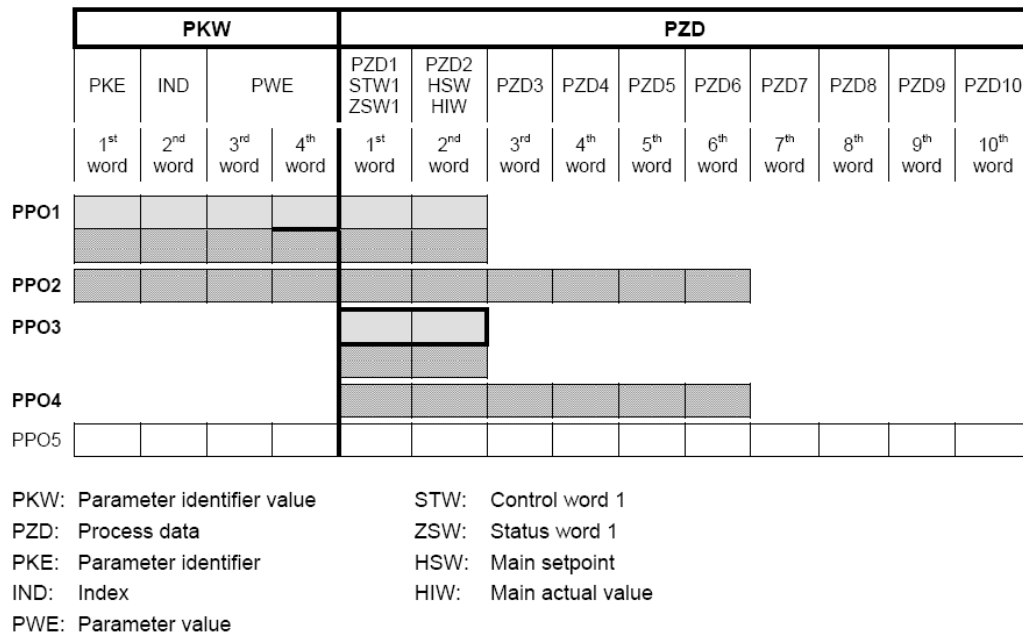 PKW PZD
PKE IND PWE PZD1 STW1 ZSW1 PZD2 HSW HIW PZD3 PZD4 PZD5 PZD6 PZD7 PZD8 PZD9 PZD10
1st word 2nd word 3rd word 4th word 1st word 2nd word 3rd word 4th word 5th word 6th word 7th word 8th word 9th word 10th word
PPO1
PPO2
PPO3
PPO4
PPO5
PKW: Parameter identifier value STW: Control word 1
PZD: Process data ZSW: Status word 1
PKE: Parameter identifier HSW: Main setpoint
IND: Index HIW: Main actual value
PWE: Parameter value